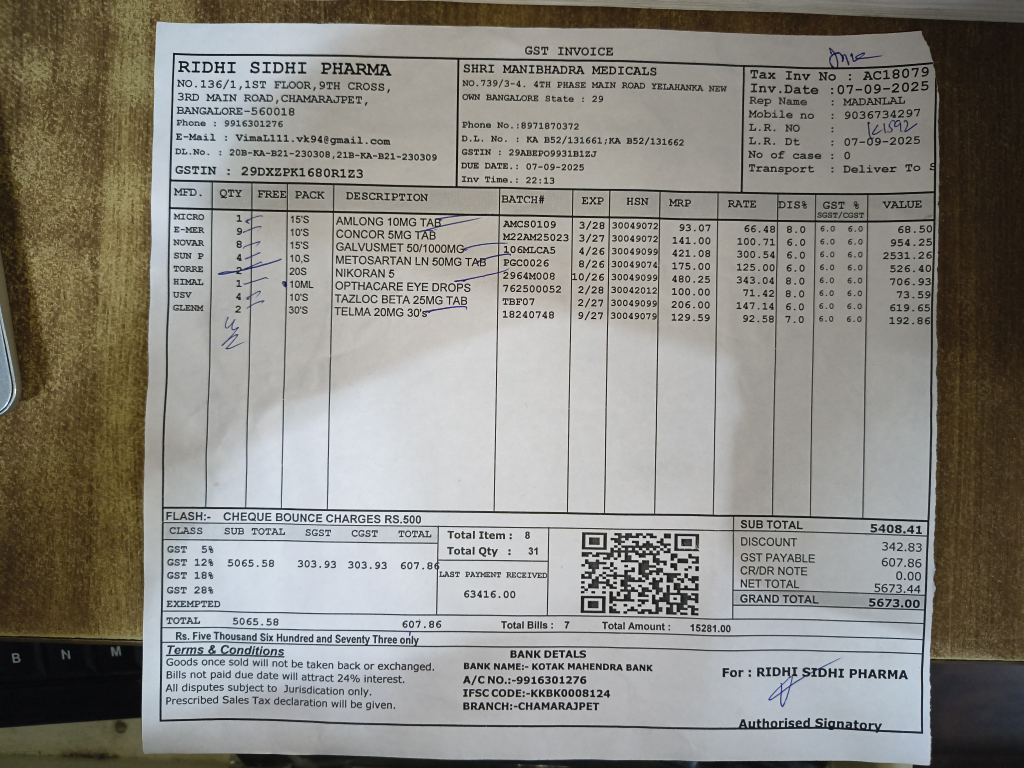 GST INVOICE
RIDHI SIDHI PHARMA
NO.136/1,1ST FLOOR,9TH CROSS,
3RD MAIN ROAD,CHAMARAJPET,
BANGALORE-560018
Phone : 9916301276
E-Mail : Vimal111.vk94@gmail.com
DL.No. : 20B-KA-B21-230308,21B-KA-B21-230309
GSTIN : 29DXZPK1680R1Z3
SHRI MANIBHADRA MEDICALS
NO.739/3-4. 4TH PHASE MAIN ROAD YELAHANKA NEW
OWN BANGALORE State : 29
Phone No.:8971870372
D.L. No. : KA B52/131661;KA B52/131662
GSTIN : 29ABEPO9931B1ZJ
DUE DATE.: 07-09-2025
Inv Time.: 22:13
Tax Inv No : AC18079
Inv.Date :07-09-2025
Rep Name : MADANLAL
Mobile no : 9036734297
L.R. NO :
L.R. Dt : 07-09-2025
No of case : 0
Transport : Deliver To S
MFD. QTY FREE PACK DESCRIPTION BATCH# EXP HSN MRP RATE DIS% GST % SGST/CGST VALUE
MICRO 1 15'S AMLONG 10MG TAB AMCS0109 3/28 30049072 93.07 66.48 8.0 6.0 6.0 68.50
E-MER 9 10'S CONCOR 5MG TAB M22AM25023 3/27 30049072 141.00 100.71 6.0 6.0 6.0 954.25
NOVAR 8 15'S GALVUSMET 50/1000MG 106MLCA5 4/26 30049099 421.08 300.54 6.0 6.0 6.0 2531.26
SUN P 4 10,S METOSARTAN LN 50MG TAB PGC0026 8/26 30049074 175.00 125.00 6.0 6.0 6.0 526.40
TORRE 2 20S NIKORAN 5 2964M008 10/26 30049099 480.25 343.04 8.0 6.0 6.0 706.93
HIMAL 1 10ML OPTHACARE EYE DROPS 762500052 2/28 30042012 100.00 71.42 8.0 6.0 6.0 73.59
USV 4 10'S TAZLOC BETA 25MG TAB TBF07 2/27 30049099 206.00 147.14 6.0 6.0 6.0 619.65
GLENM 2 30'S TELMA 20MG 30's 18240748 9/27 30049079 129.59 92.58 7.0 6.0 6.0 192.86
FLASH:- CHEQUE BOUNCE CHARGES RS.500
CLASS SUB TOTAL SGST CGST TOTAL
GST 5%
GST 12% 5065.58 303.93 303.93 607.86
GST 18%
GST 28%
EXEMPTED
TOTAL 5065.58 607.86
Total Item : 8
Total Qty : 31
LAST PAYMENT RECEIVED
63416.00
Total Bills : 7 Total Amount : 15281.00
SUB TOTAL 5408.41
DISCOUNT 342.83
GST PAYABLE 607.86
CR/DR NOTE 0.00
NET TOTAL 5673.44
GRAND TOTAL 5673.00
Rs. Five Thousand Six Hundred and Seventy Three only
Terms & Conditions
Goods once sold will not be taken back or exchanged.
Bills not paid due date will attract 24% interest.
All disputes subject to Jurisdication only.
Prescribed Sales Tax declaration will be given.
BANK DETALS
BANK NAME:- KOTAK MAHENDRA BANK
A/C NO.:-9916301276
IFSC CODE:-KKBK0008124
BRANCH:-CHAMARAJPET
For : RIDHI SIDHI PHARMA
Authorised Signatory
B N M